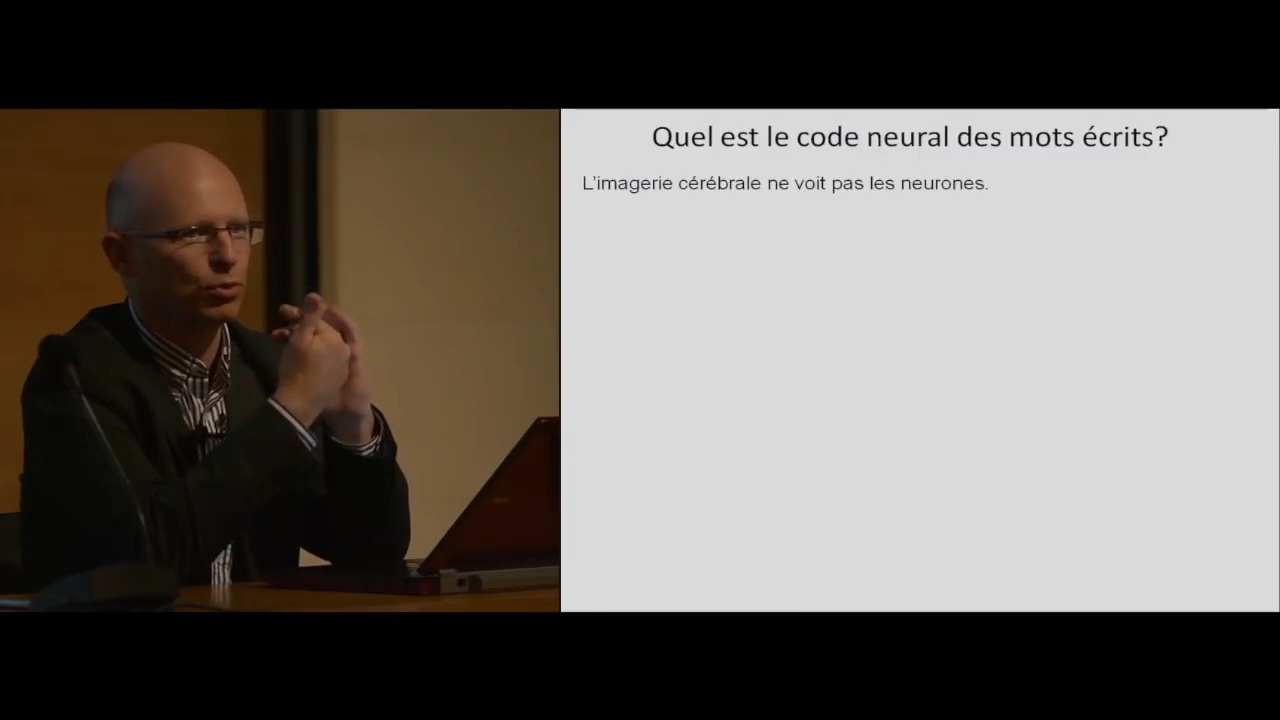 Quel est le code neural des mots écrits?
L'imagerie cérébrale ne voit pas les neurones.